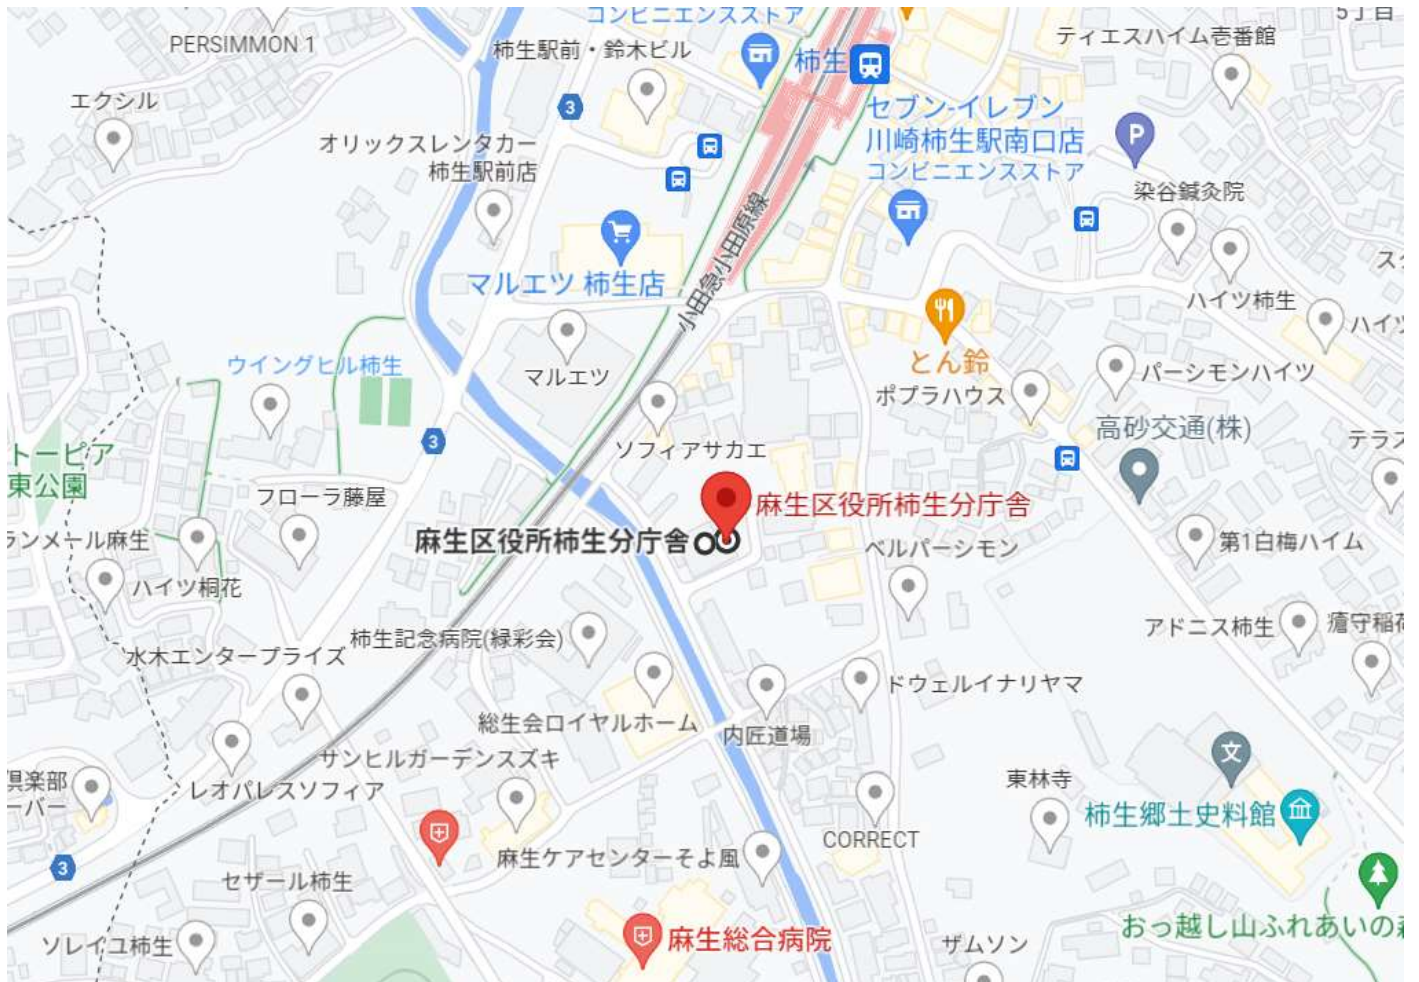 コンビニエンスストア
5丁目
PERSIMMON 1
柿生駅前・鈴木ビル
柿生
ティエスハイム壱番館
エクシル
3
セブン-イレブン
川崎柿生駅南口店
コンビニエンスストア
P
オリックスレンタカー
柿生駅前店
染谷鍼灸院
小田急小田原線
マルエツ 柿生店
ハイツ柿生
ハイツ
マルエツ
ウイングヒル柿生
とん鈴
パーシモンハイツ
ポプラハウス
高砂交通(株)
3
ソフィアサカエ
テラス
トーピア
東公園
フローラ藤屋
麻生区役所柿生分庁舎
麻生区役所柿生分庁舎
ランメール麻生
ベルパーシモン
第1白梅ハイム
ハイツ桐花
柿生記念病院(緑彩会)
アドニス柿生
水木エンタープライズ
ドウェルイナリヤマ
総生会ロイヤルホーム
内匠道場
サンヒルガーデンスズキ
文
倶楽部
ーバー
レオパレスソフィア
東林寺
柿生郷土史料館
CORRECT
麻生ケアセンターそよ風
3
セザール柿生
おっ越し山ふれあいの森
ソレイユ柿生
麻生総合病院
ザムソン